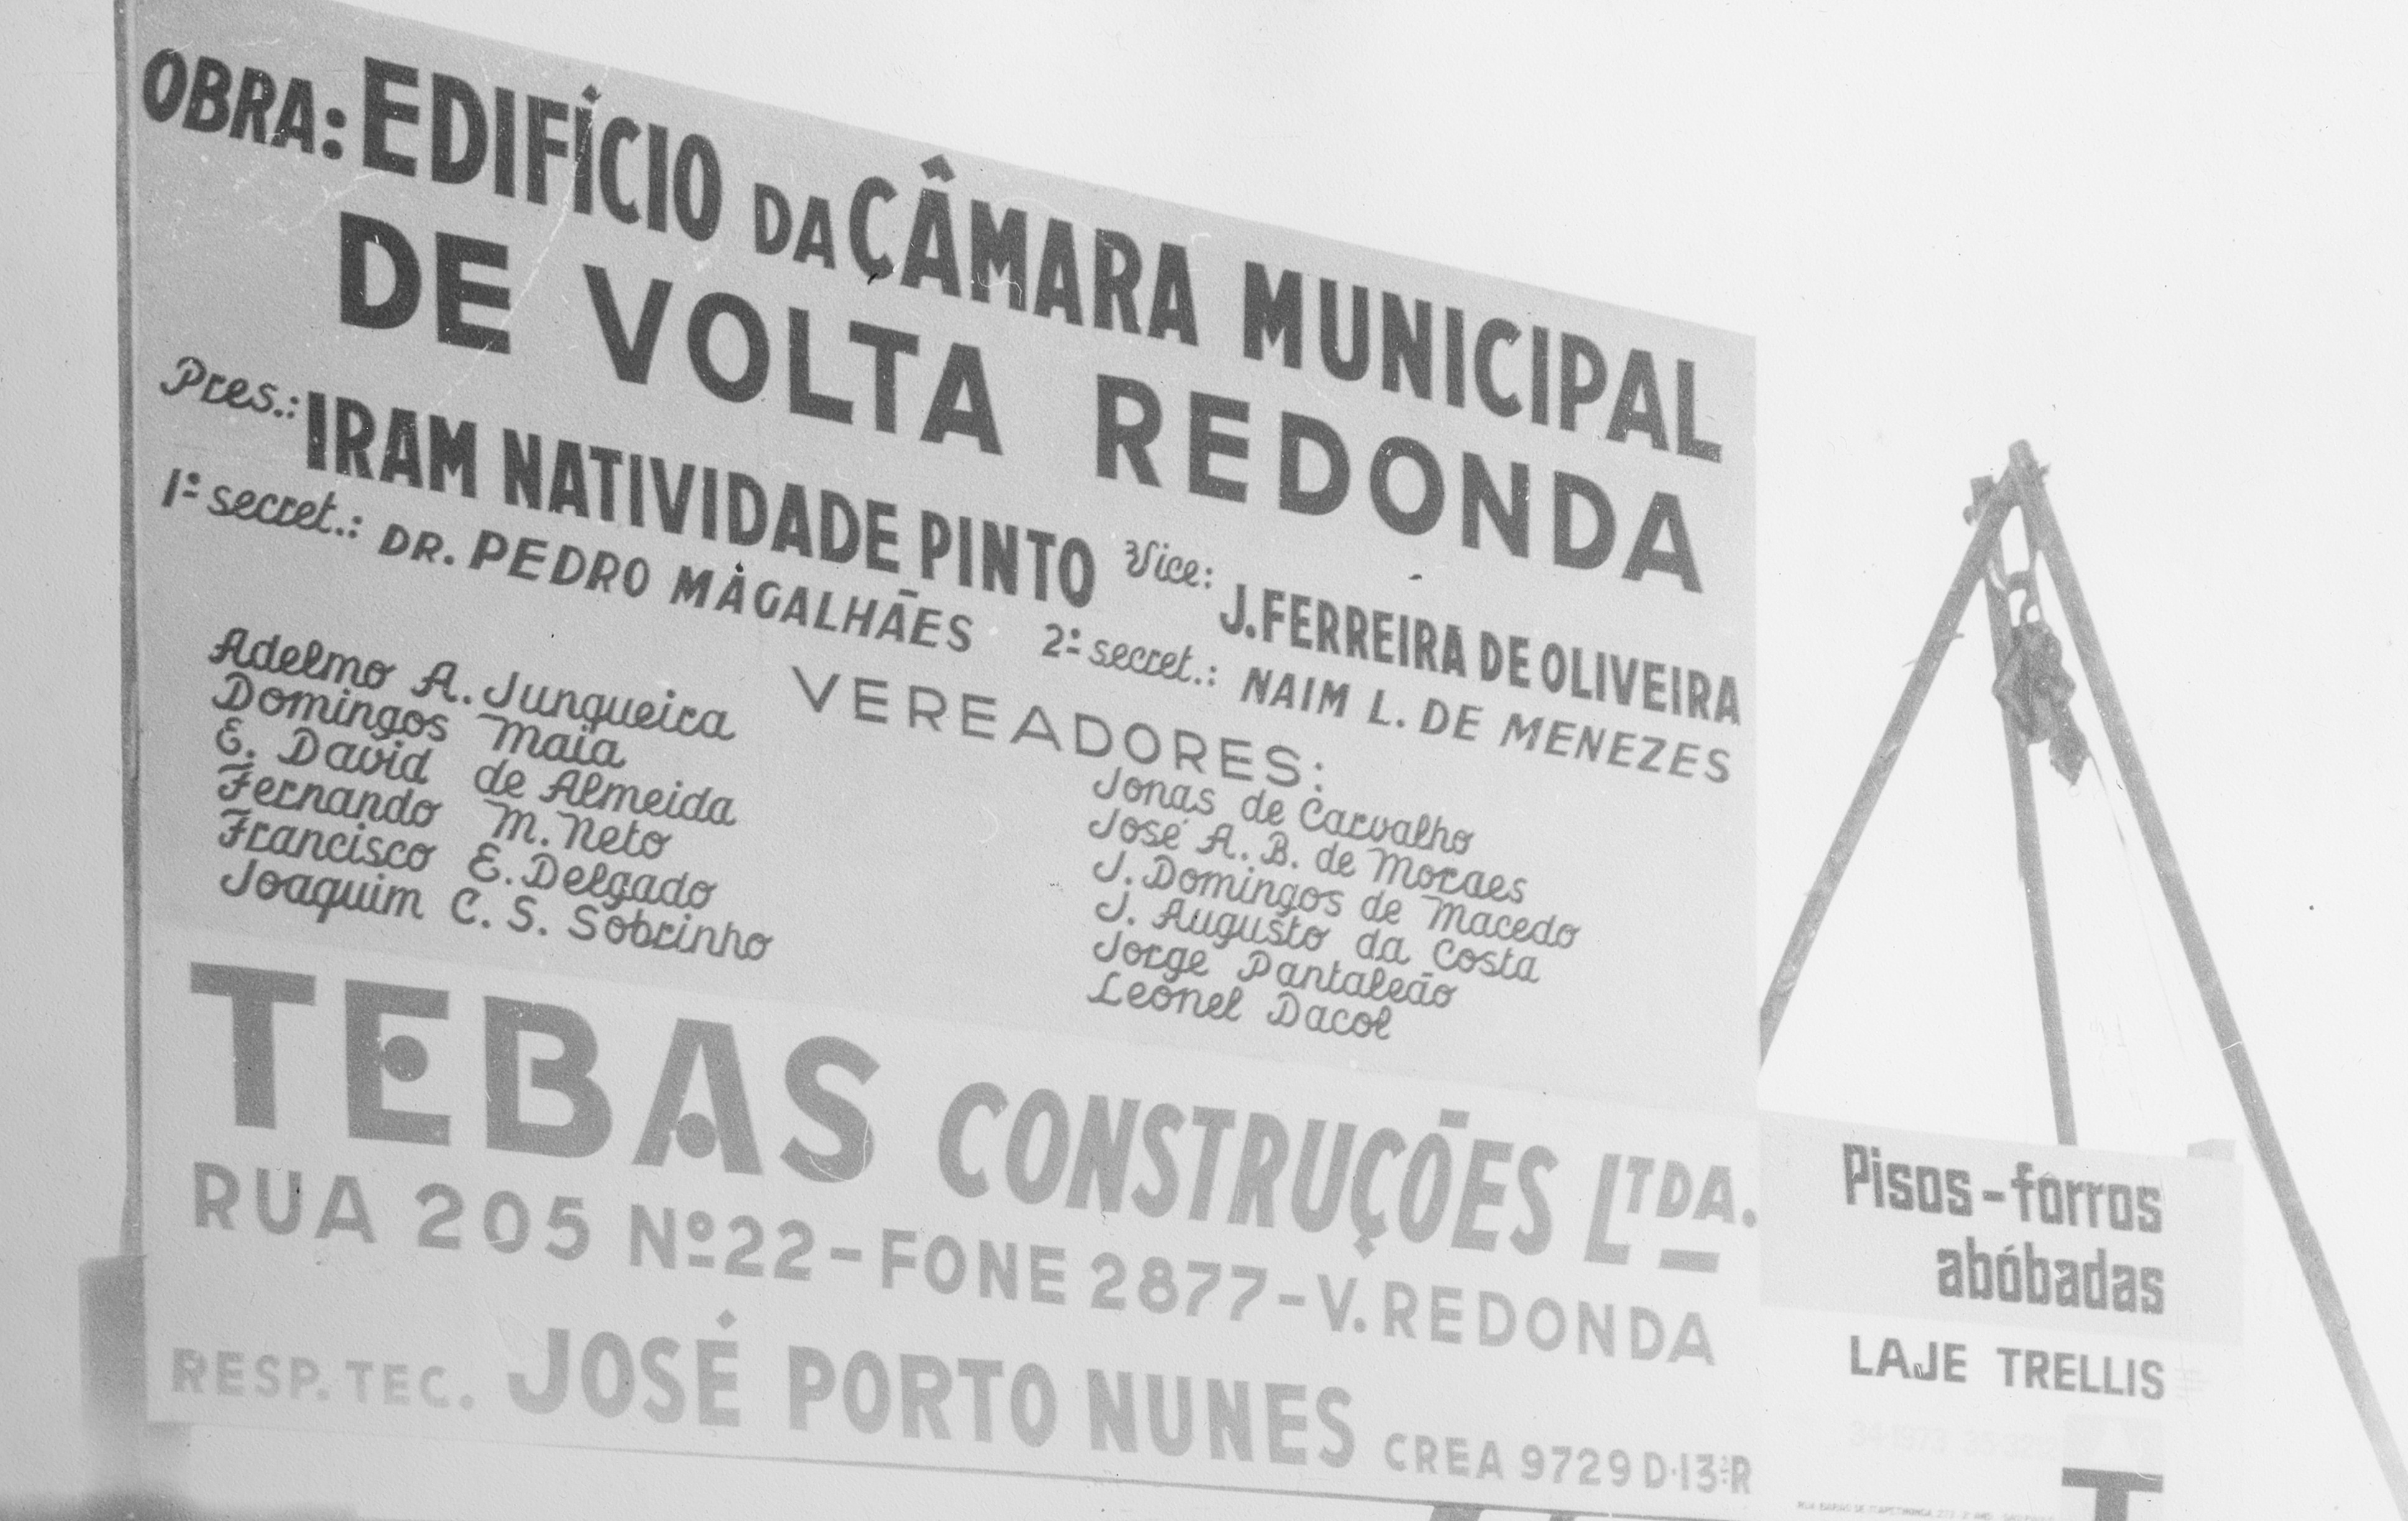 OBRA: EDIFÍCIO DA CÂMARA MUNICIPAL
DE VOLTA REDONDA
Pres.: IRAM NATIVIDADE PINTO Vice: J. FERREIRA DE OLIVEIRA
1º secret.: DR. PEDRO MÁGALHÃES 2º secret.: NAIM L. DE MENEZES
VEREADORES:
Adelmo A. Junqueira
Domingos Maia
E. David de Almeida
Fernando M. Neto
Francisco E. Delgado
Joaquim C. S. Sobrinho
Jonas de Carvalho
José A. B. de Moraes
J. Domingos de Macedo
J. Augusto da Costa
Jorge Pantaleão
Leonel Dacol
TEBAS CONSTRUÇÕES LTDA.
RUA 205 Nº 22 - FONE 2877 - V. REDONDA
RESP. TEC. JOSÉ PORTO NUNES CREA 9729 D-13ª R
Pisos - forros
abóbadas
LAJE TRELLIS
T